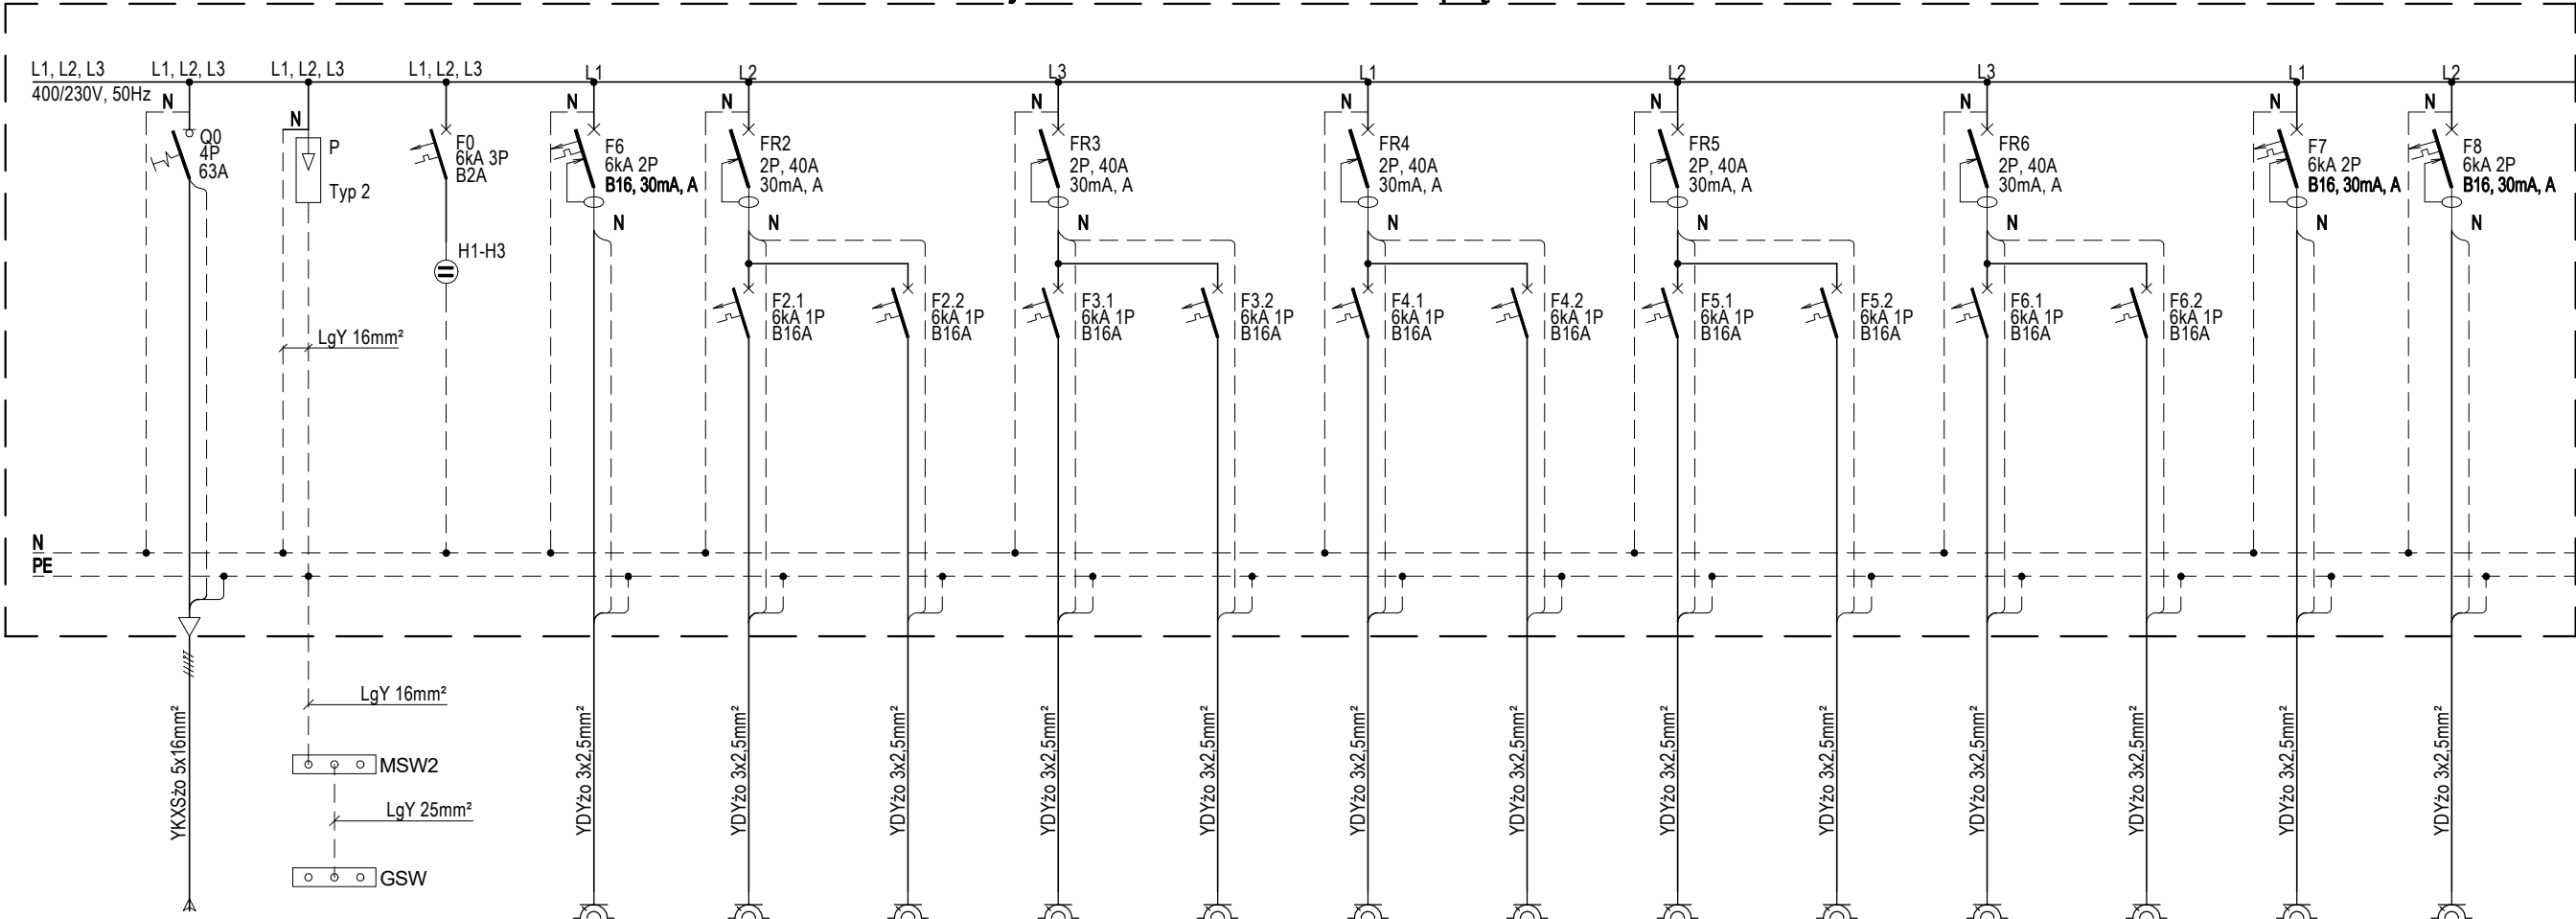 L1, L2, L3 L1, L2, L3 L1, L2, L3 L1, L2, L3 L1 L2 L3 L1 L2 L3 L1 L2
400/230V, 50Hz
N N N N N N N N N
N
Q0
4P
63A
P
Typ 2
F0
6kA 3P
B2A
H1-H3
F6
6kA 2P
B16, 30mA, A
N
FR2
2P, 40A
30mA, A
N
FR3
2P, 40A
30mA, A
N
FR4
2P, 40A
30mA, A
N
FR5
2P, 40A
30mA, A
N
FR6
2P, 40A
30mA, A
N
F7
6kA 2P
B16, 30mA, A
N
F8
6kA 2P
B16, 30mA, A
N
F2.1
6kA 1P
B16A
F2.2
6kA 1P
B16A
F3.1
6kA 1P
B16A
F3.2
6kA 1P
B16A
F4.1
6kA 1P
B16A
F4.2
6kA 1P
B16A
F5.1
6kA 1P
B16A
F5.2
6kA 1P
B16A
F6.1
6kA 1P
B16A
F6.2
6kA 1P
B16A
LgY 16mm²
N
PE
LgY 16mm²
MSW2
LgY 25mm²
GSW
YKXSżo 5x16mm²
YDYżo 3x2,5mm²
YDYżo 3x2,5mm²
YDYżo 3x2,5mm²
YDYżo 3x2,5mm²
YDYżo 3x2,5mm²
YDYżo 3x2,5mm²
YDYżo 3x2,5mm²
YDYżo 3x2,5mm²
YDYżo 3x2,5mm²
YDYżo 3x2,5mm²
YDYżo 3x2,5mm²
YDYżo 3x2,5mm²
YDYżo 3x2,5mm²